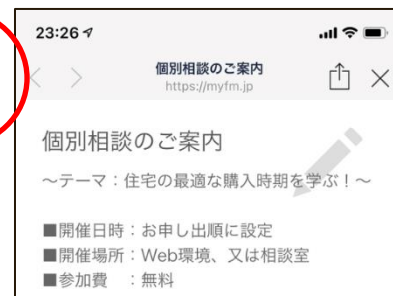 23:26
個別相談のご案内
https://myfm.jp
個別相談のご案内
～テーマ：住宅の最適な購入時期を学ぶ！～
■開催日時：お申し出順に設定
■開催場所：Web環境、又は相談室
■参加費　：無料